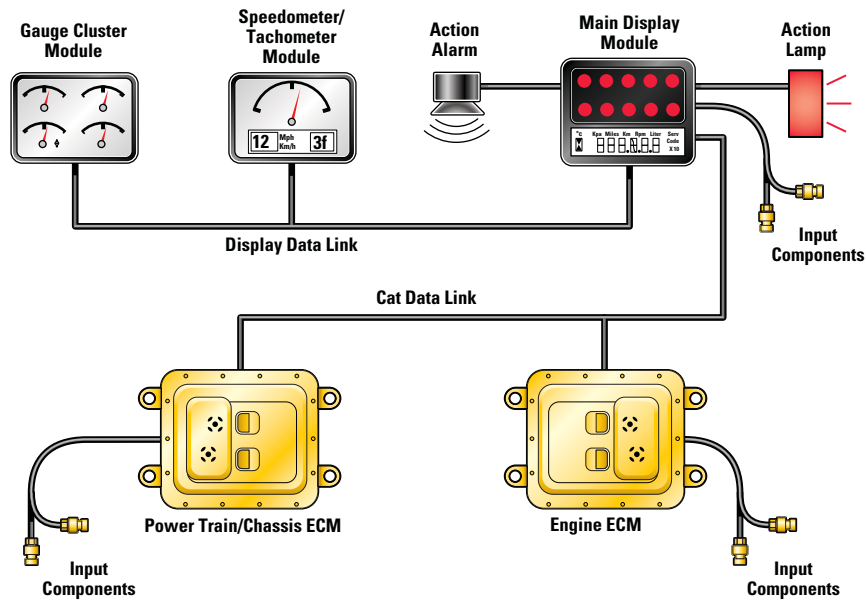 Gauge Cluster
Module
Speedometer/
Tachometer
Module
Action
Alarm
Main Display
Module
Action
Lamp
12
Mph
Km/h
3f
°C Kpa Miles Km Rpm Liter Serv
Code
X10
Display Data Link
Input
Components
Cat Data Link
Power Train/Chassis ECM
Engine ECM
Input
Components
Input
Components